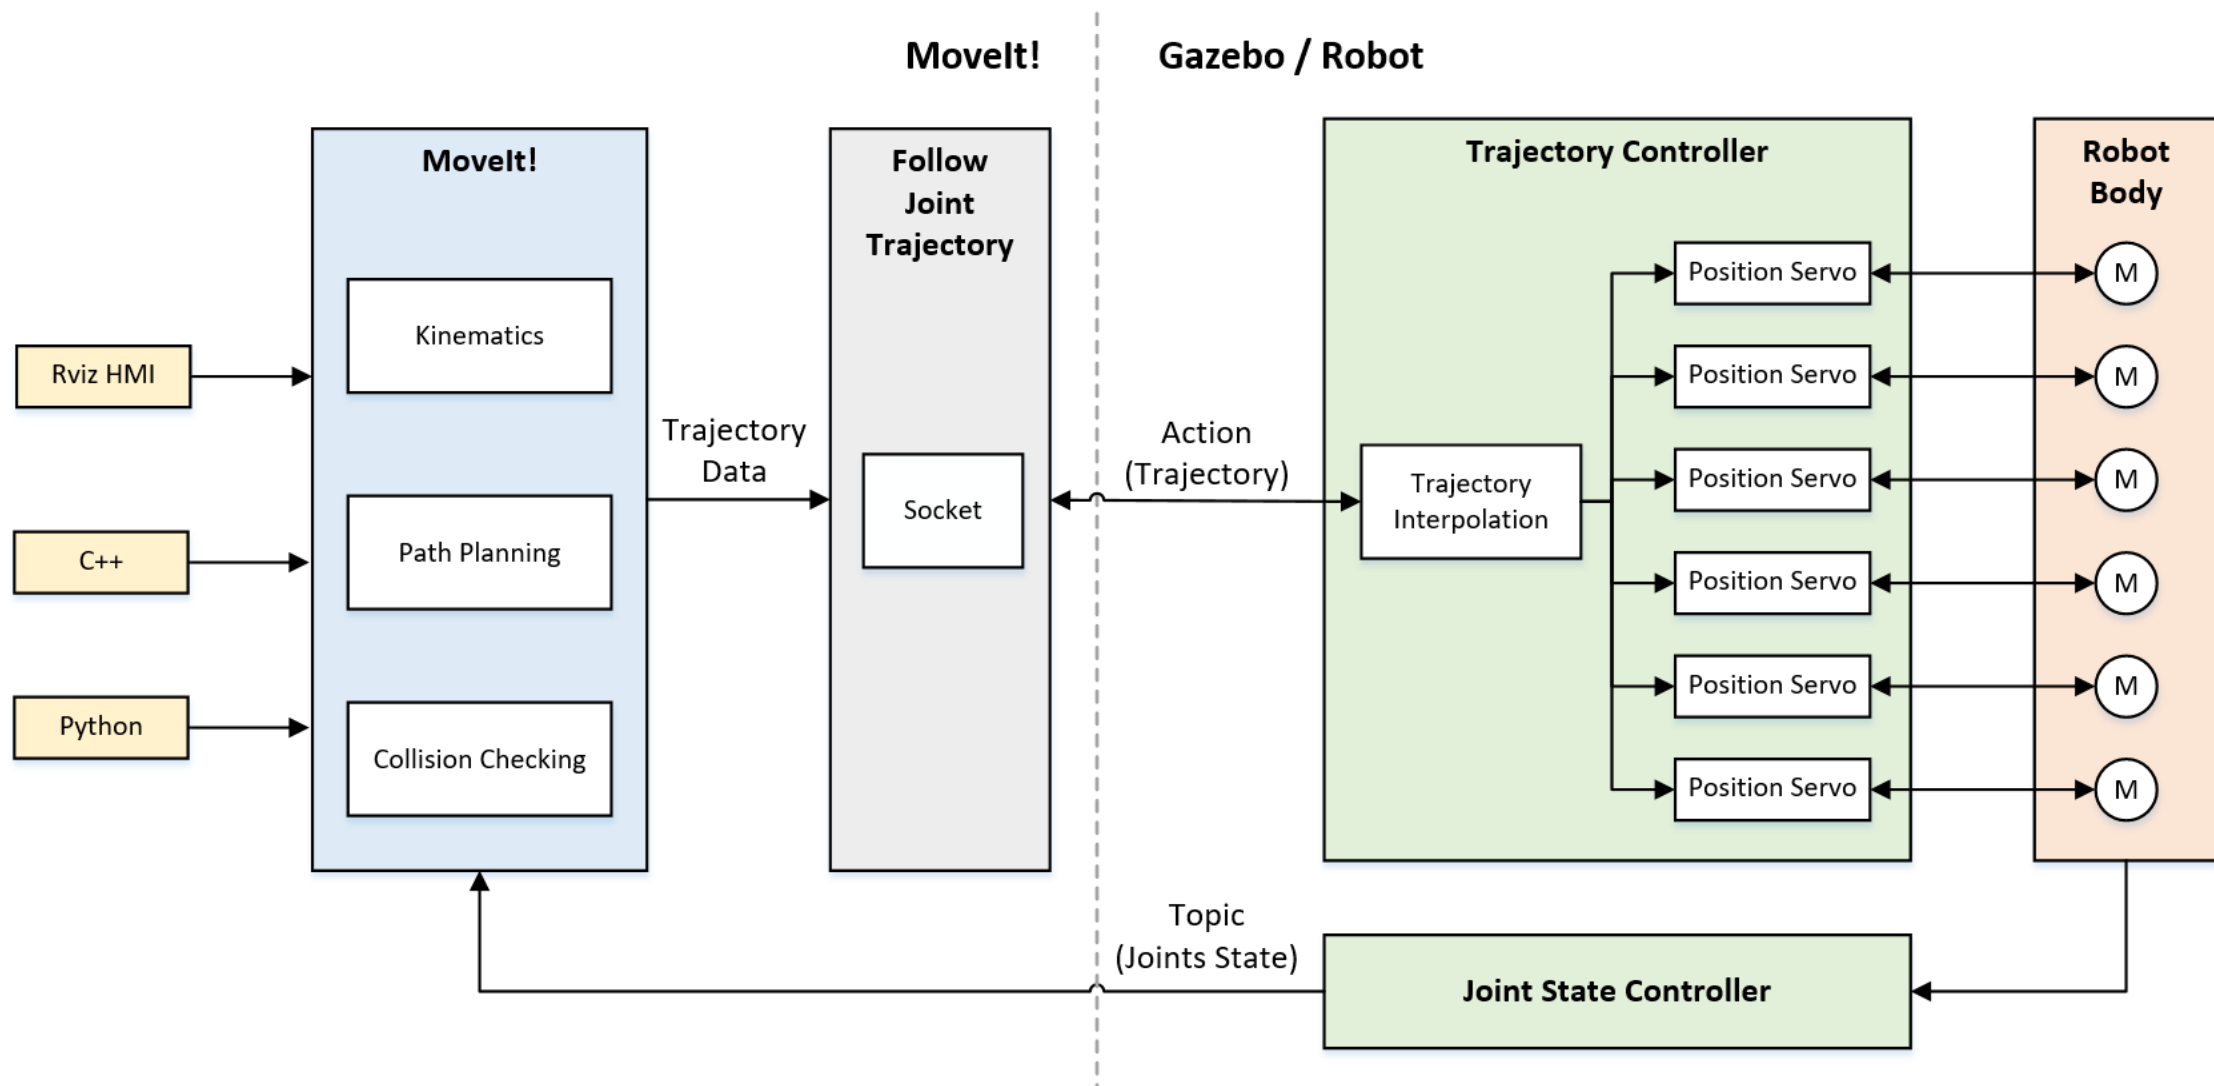 MoveIt!
Gazebo / Robot
MoveIt!
Kinematics
Path Planning
Collision Checking
Rviz HMI
C++
Python
Trajectory
Data
Follow
Joint
Trajectory
Socket
Action
(Trajectory)
Trajectory Controller
Trajectory
Interpolation
Position Servo
Position Servo
Position Servo
Position Servo
Position Servo
Position Servo
Robot
Body
M
M
M
M
M
M
Topic
(Joints State)
Joint State Controller